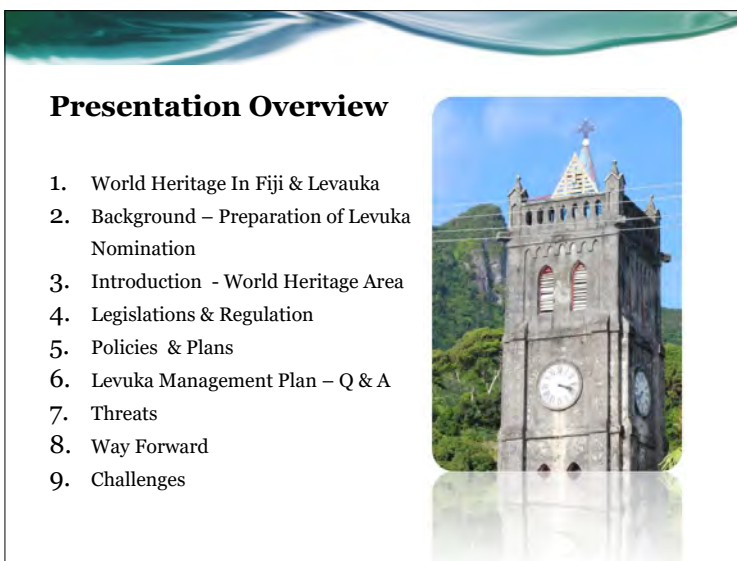 Presentation Overview
1. World Heritage In Fiji & Levauka
2. Background – Preparation of Levuka
Nomination
3. Introduction - World Heritage Area
4. Legislations & Regulation
5. Policies & Plans
6. Levuka Management Plan – Q & A
7. Threats
8. Way Forward
9. Challenges